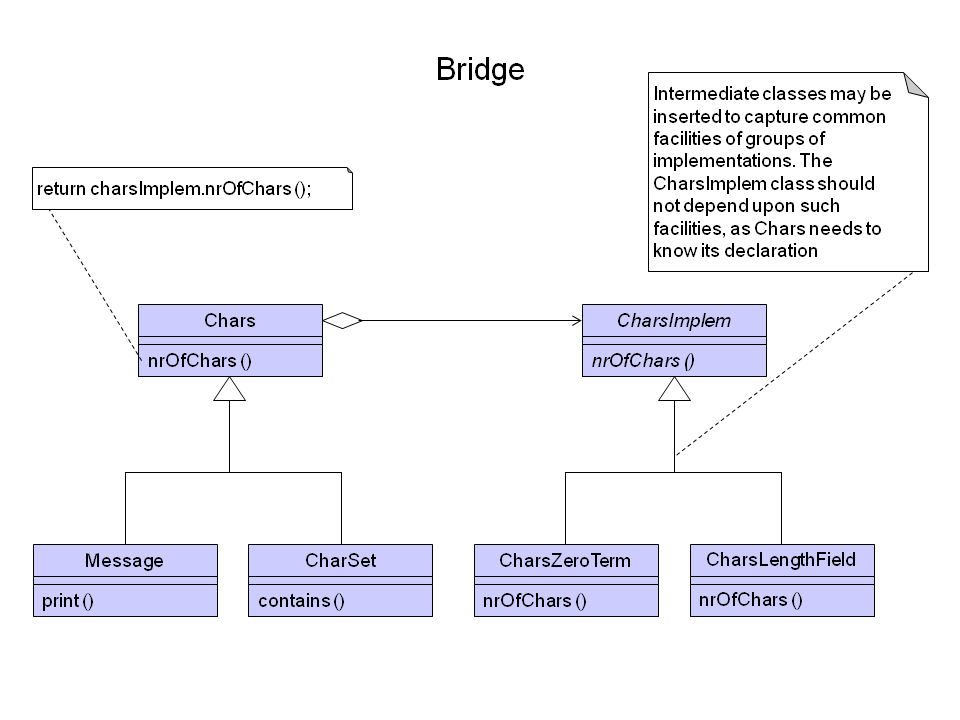 Bridge
Intermediate classes may be
inserted to capture common
facilities of groups of
implementations. The
CharsImplem class should
not depend upon such
facilities, as Chars needs to
know its declaration
return charsImplem.nrOfChars ();
Chars
nrOfChars ()
CharsImplem
nrOfChars ()
Message
print ()
CharSet
contains ()
CharsZeroTerm
nrOfChars ()
CharsLengthField
nrOfChars ()